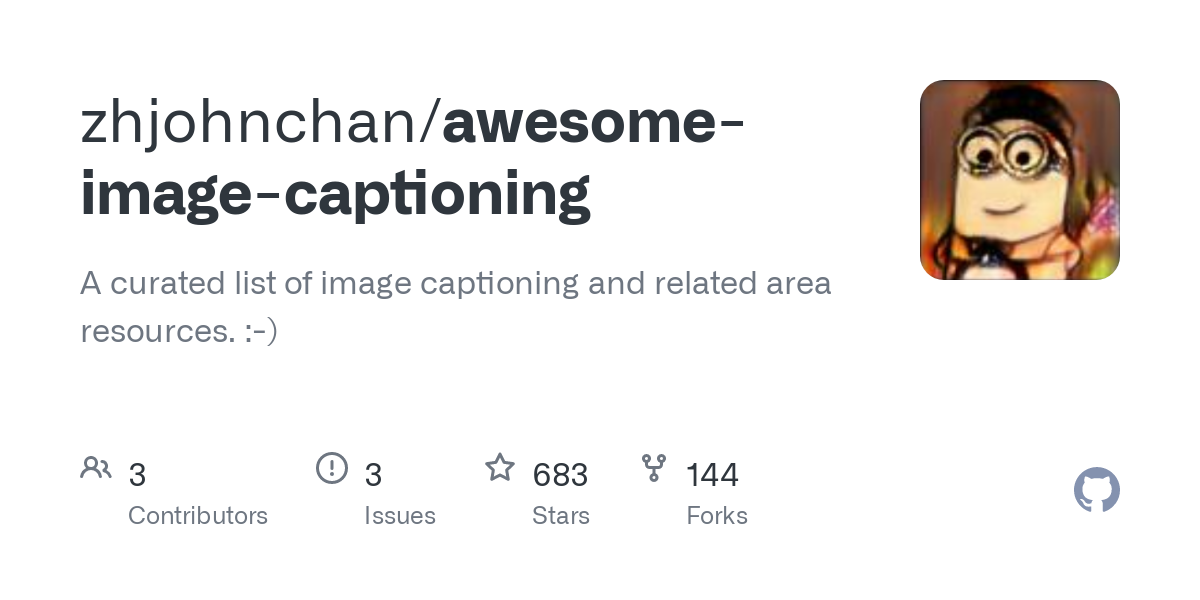 zhjohnchan/awesome-
image-captioning
A curated list of image captioning and related area
resources. :-)
3 3 683 144
Contributors Issues Stars Forks